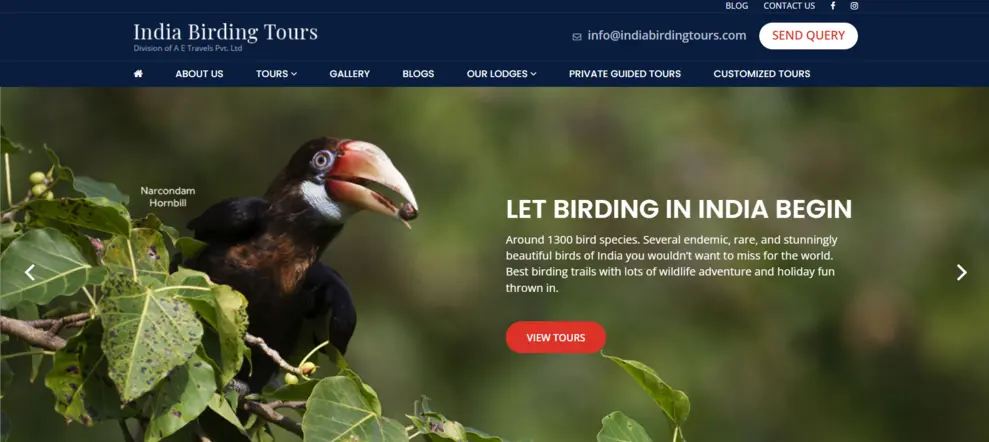 BLOG CONTACT US
India Birding Tours
Division of A E Travels Pvt. Ltd
info@indiabirdingtours.com SEND QUERY
ABOUT US TOURS GALLERY BLOGS OUR LODGES PRIVATE GUIDED TOURS CUSTOMIZED TOURS
Narcondam
Hornbill
LET BIRDING IN INDIA BEGIN
Around 1300 bird species. Several endemic, rare, and stunningly
beautiful birds of India you wouldn't want to miss for the world.
Best birding trails with lots of wildlife adventure and holiday fun
thrown in.
VIEW TOURS